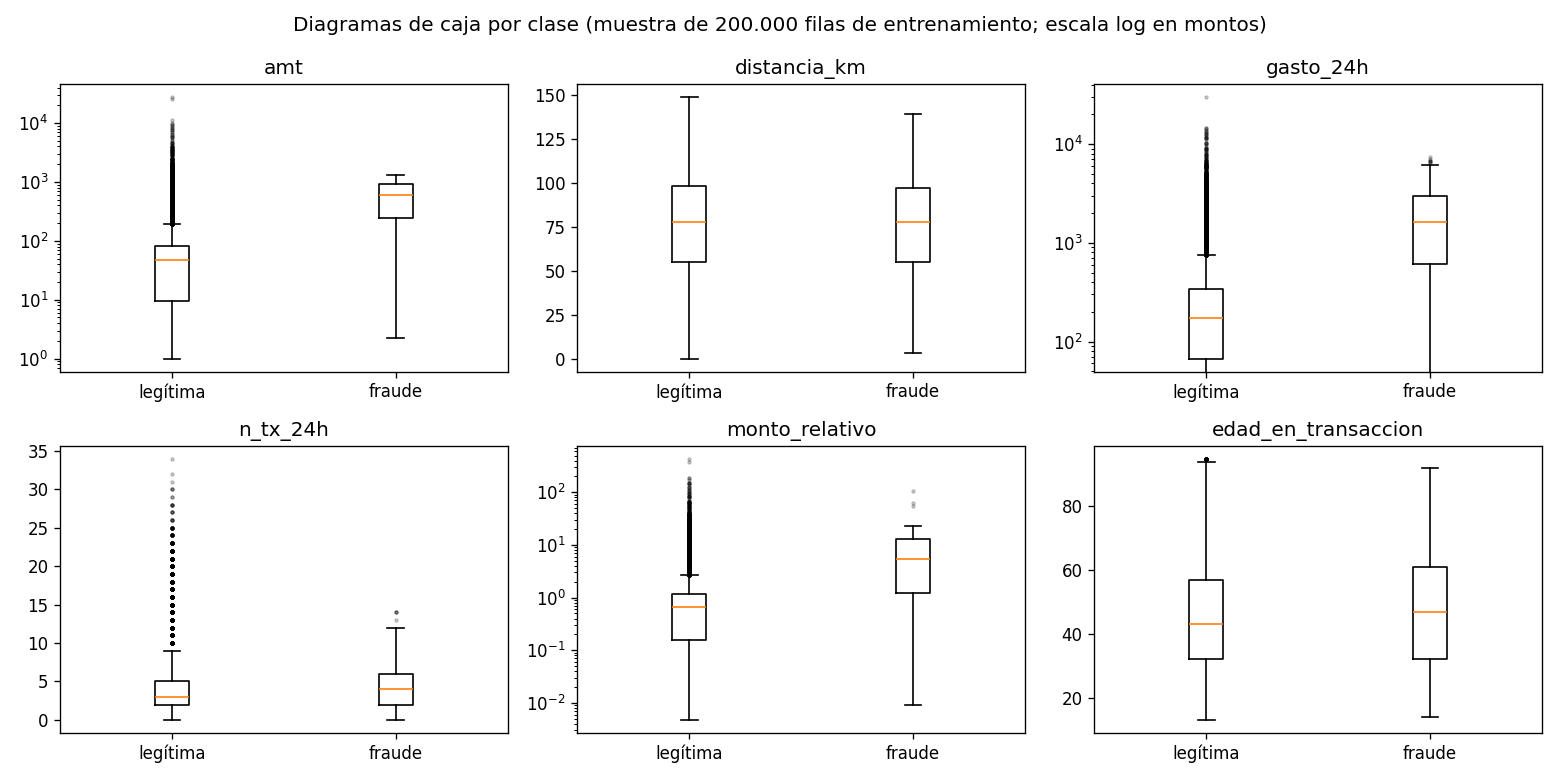 Diagramas de caja por clase (muestra de 200.000 filas de entrenamiento; escala log en montos)
amt
10^4
10^3
10^2
10^1
10^0
legítima fraude
distancia_km
150
125
100
75
50
25
0
legítima fraude
gasto_24h
10^4
10^3
10^2
legítima fraude
n_tx_24h
35
30
25
20
15
10
5
0
legítima fraude
monto_relativo
10^2
10^1
10^0
10^-1
10^-2
legítima fraude
edad_en_transaccion
80
60
40
20
legítima fraude